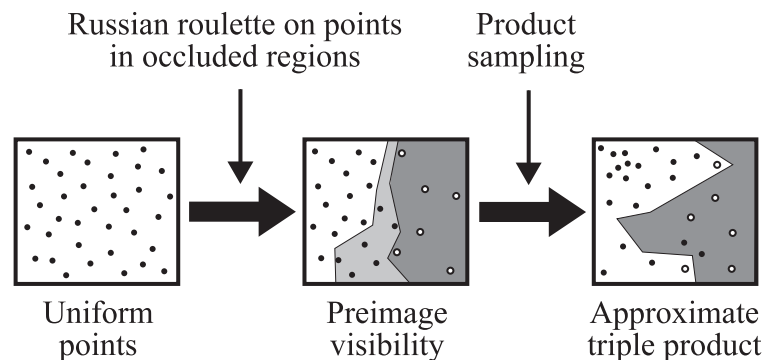 Russian roulette on points
in occluded regions
Product
sampling
Uniform
points
Preimage
visibility
Approximate
triple product